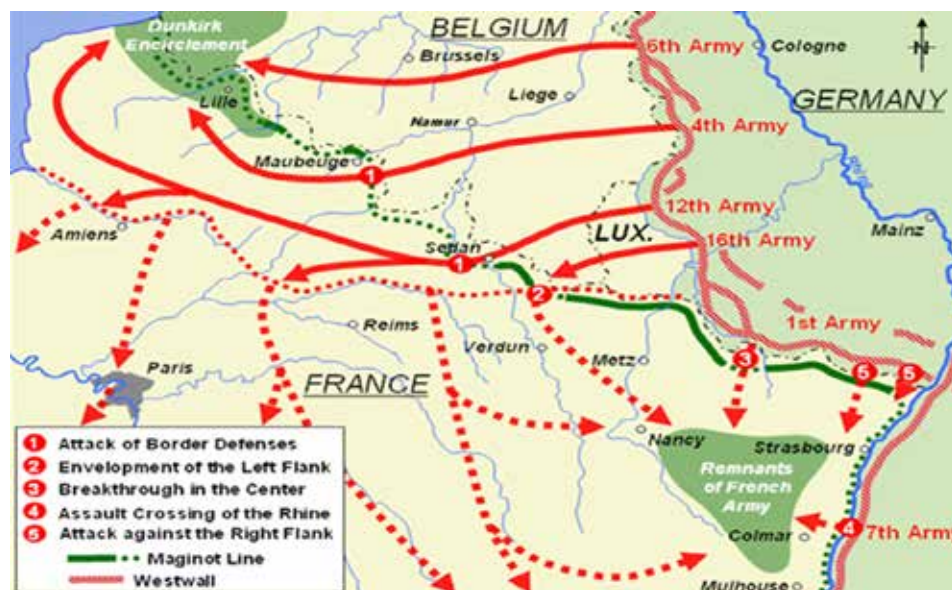 Dunkirk
Encirclement
BELGIUM
6th Army
Cologne
N
Brussels
GERMANY
Lille
Liege
Namur
4th Army
Maubeuge
1
Rhine
12th Army
Mainz
Amiens
LUX.
16th Army
Sedan
1
2
1st Army
Reims
Verdun
Metz
3
5
5
Paris
FRANCE
Nancy
Strasbourg
Remnants
of French
Army
4
7th Army
Colmar
Mulhouse
1 Attack of Border Defenses
2 Envelopment of the Left Flank
3 Breakthrough in the Center
4 Assault Crossing of the Rhine
5 Attack against the Right Flank
Maginot Line
Westwall